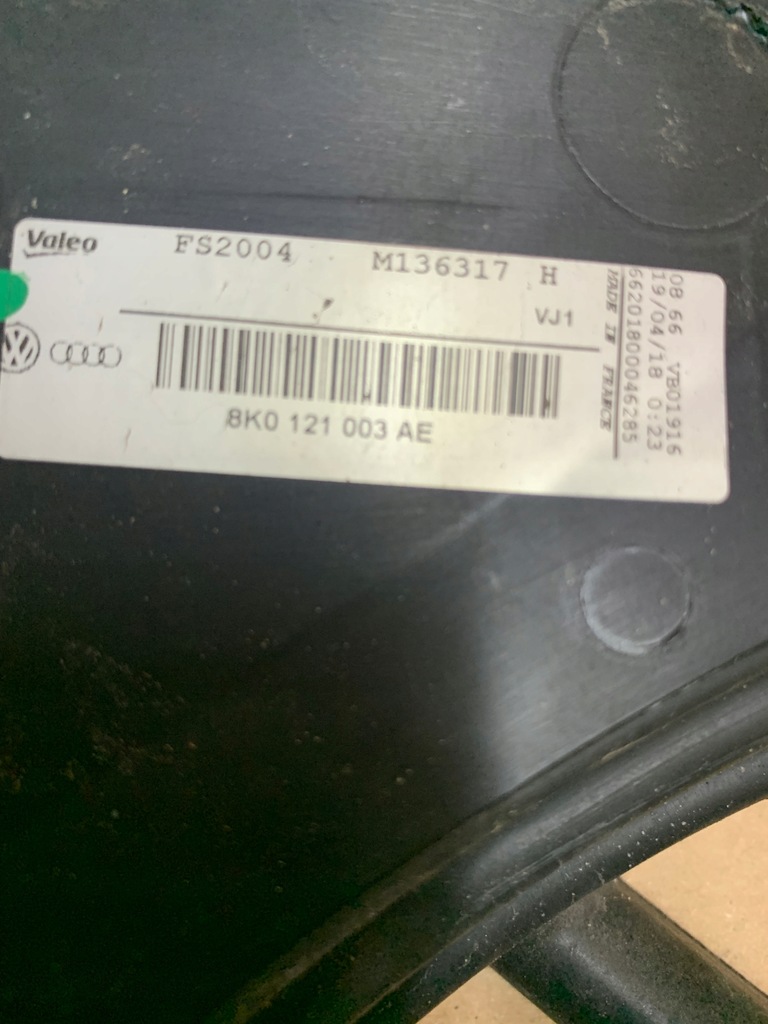 Valeo FS2004 M136317 H
VJ1
8K0 121 003 AE
08 66 VB01916
19/04/18 0:23
66201800046285
MADE IN FRANCE